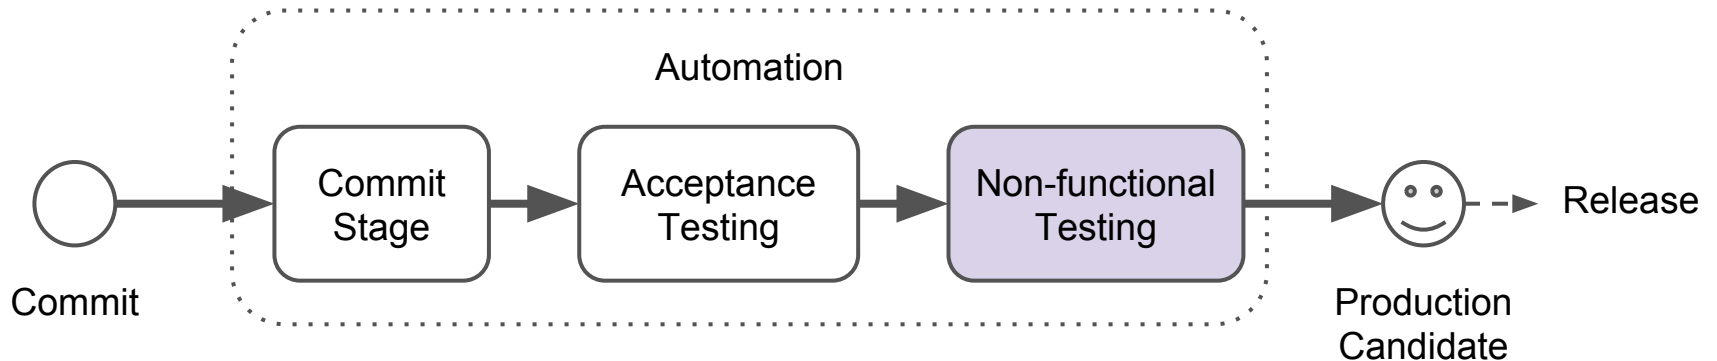 Automation
Commit
Stage
Acceptance
Testing
Non-functional
Testing
Release
Commit
Production
Candidate